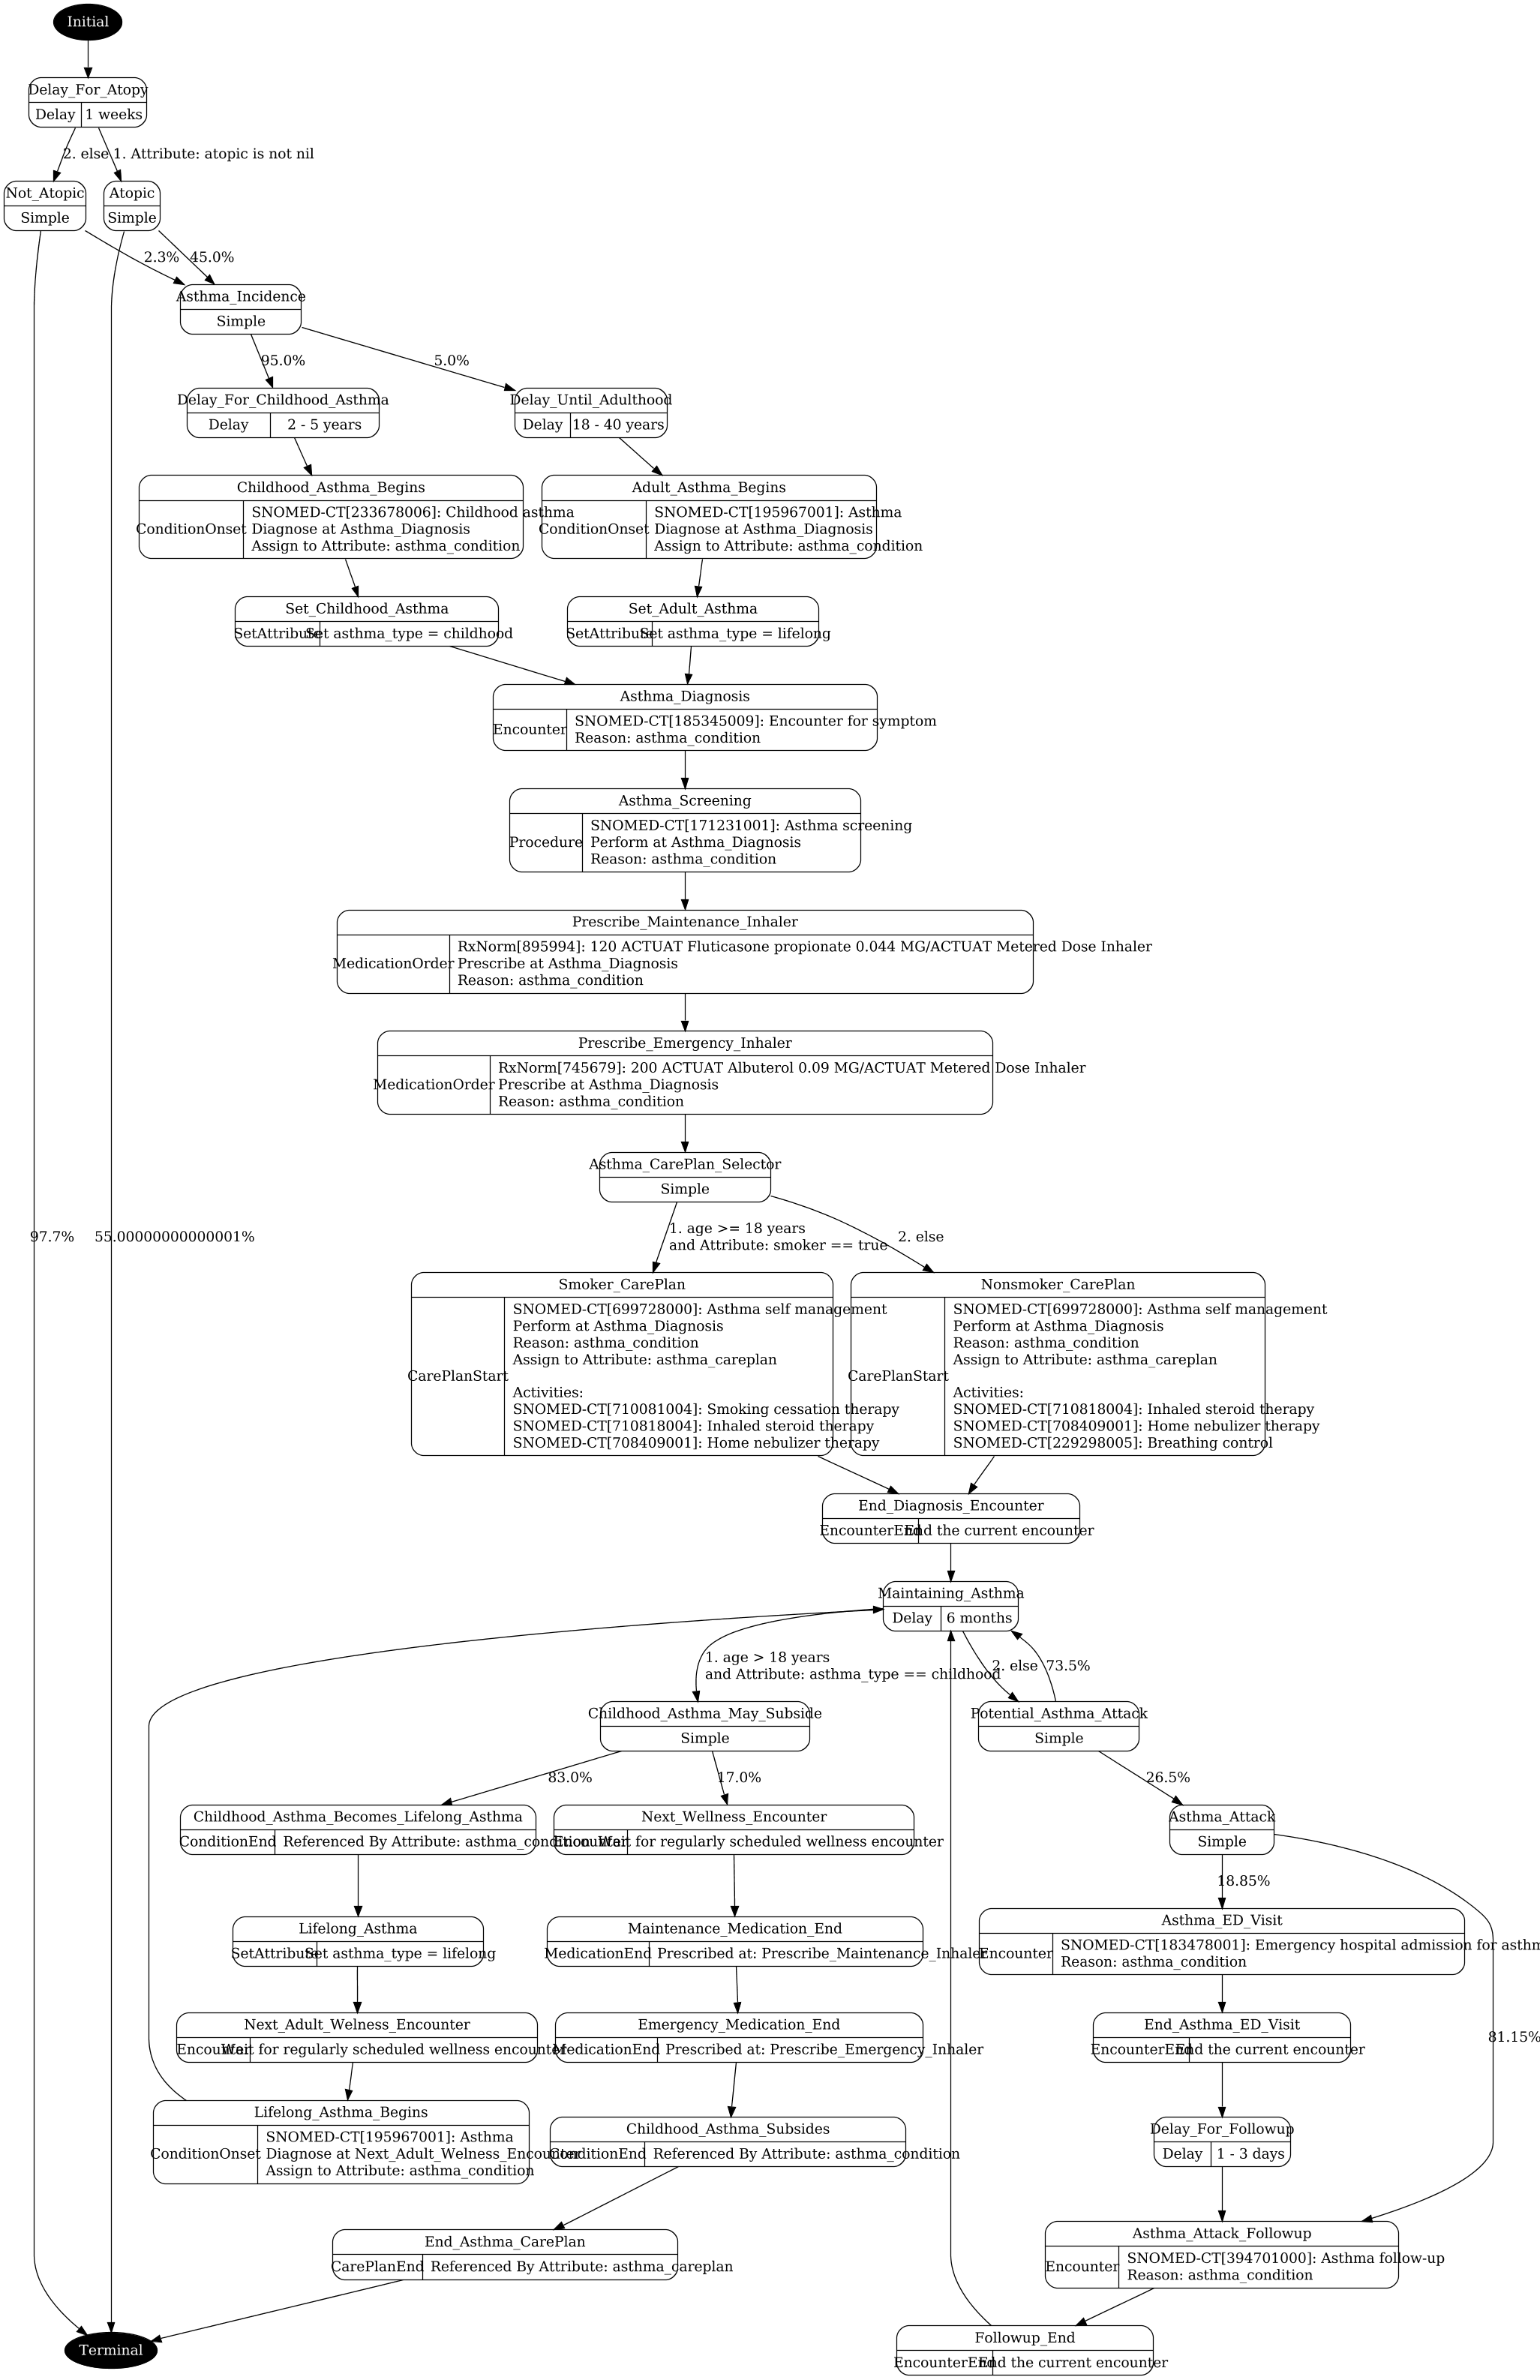 Initial
Delay_For_Atopy
Delay 1 weeks
2. else 1. Attribute: atopic is not nil
Not_Atopic
Simple
Atopic
Simple
2.3% 45.0%
Asthma_Incidence
Simple
95.0% 5.0%
Delay_For_Childhood_Asthma
Delay 2 - 5 years
Delay_Until_Adulthood
Delay 18 - 40 years
Childhood_Asthma_Begins
ConditionOnset
SNOMED-CT[233678006]: Childhood asthma
Diagnose at Asthma_Diagnosis
Assign to Attribute: asthma_condition
Adult_Asthma_Begins
ConditionOnset
SNOMED-CT[195967001]: Asthma
Diagnose at Asthma_Diagnosis
Assign to Attribute: asthma_condition
Set_Childhood_Asthma
SetAttribute Set asthma_type = childhood
Set_Adult_Asthma
SetAttribute Set asthma_type = lifelong
Asthma_Diagnosis
Encounter
SNOMED-CT[185345009]: Encounter for symptom
Reason: asthma_condition
Asthma_Screening
Procedure
SNOMED-CT[171231001]: Asthma screening
Perform at Asthma_Diagnosis
Reason: asthma_condition
Prescribe_Maintenance_Inhaler
MedicationOrder
RxNorm[895994]: 120 ACTUAT Fluticasone propionate 0.044 MG/ACTUAT Metered Dose Inhaler
Prescribe at Asthma_Diagnosis
Reason: asthma_condition
Prescribe_Emergency_Inhaler
MedicationOrder
RxNorm[745679]: 200 ACTUAT Albuterol 0.09 MG/ACTUAT Metered Dose Inhaler
Prescribe at Asthma_Diagnosis
Reason: asthma_condition
Asthma_CarePlan_Selector
Simple
97.7% 55.00000000000001%
1. age >= 18 years
and Attribute: smoker == true
2. else
Smoker_CarePlan
CarePlanStart
SNOMED-CT[699728000]: Asthma self management
Perform at Asthma_Diagnosis
Reason: asthma_condition
Assign to Attribute: asthma_careplan
Activities:
SNOMED-CT[710081004]: Smoking cessation therapy
SNOMED-CT[710818004]: Inhaled steroid therapy
SNOMED-CT[708409001]: Home nebulizer therapy
Nonsmoker_CarePlan
CarePlanStart
SNOMED-CT[699728000]: Asthma self management
Perform at Asthma_Diagnosis
Reason: asthma_condition
Assign to Attribute: asthma_careplan
Activities:
SNOMED-CT[710818004]: Inhaled steroid therapy
SNOMED-CT[708409001]: Home nebulizer therapy
SNOMED-CT[229298005]: Breathing control
End_Diagnosis_Encounter
EncounterEnd End the current encounter
Maintaining_Asthma
Delay 6 months
1. age > 18 years
and Attribute: asthma_type == childhood
2. else 73.5%
Childhood_Asthma_May_Subside
Simple
Potential_Asthma_Attack
Simple
83.0% 17.0% 26.5%
Childhood_Asthma_Becomes_Lifelong_Asthma
ConditionEnd Referenced By Attribute: asthma_condition
Next_Wellness_Encounter
Encounter Wait for regularly scheduled wellness encounter
Asthma_Attack
Simple
18.85%
Lifelong_Asthma
SetAttribute Set asthma_type = lifelong
Maintenance_Medication_End
MedicationEnd Prescribed at: Prescribe_Maintenance_Inhaler
Asthma_ED_Visit
Encounter
SNOMED-CT[183478001]: Emergency hospital admission for asthm
Reason: asthma_condition
Next_Adult_Welness_Encounter
Encounter Wait for regularly scheduled wellness encounter
Emergency_Medication_End
MedicationEnd Prescribed at: Prescribe_Emergency_Inhaler
End_Asthma_ED_Visit
EncounterEnd End the current encounter
81.15%
Lifelong_Asthma_Begins
ConditionOnset
SNOMED-CT[195967001]: Asthma
Diagnose at Next_Adult_Welness_Encounter
Assign to Attribute: asthma_condition
Childhood_Asthma_Subsides
ConditionEnd Referenced By Attribute: asthma_condition
Delay_For_Followup
Delay 1 - 3 days
End_Asthma_CarePlan
CarePlanEnd Referenced By Attribute: asthma_careplan
Asthma_Attack_Followup
Encounter
SNOMED-CT[394701000]: Asthma follow-up
Reason: asthma_condition
Terminal
Followup_End
EncounterEnd End the current encounter